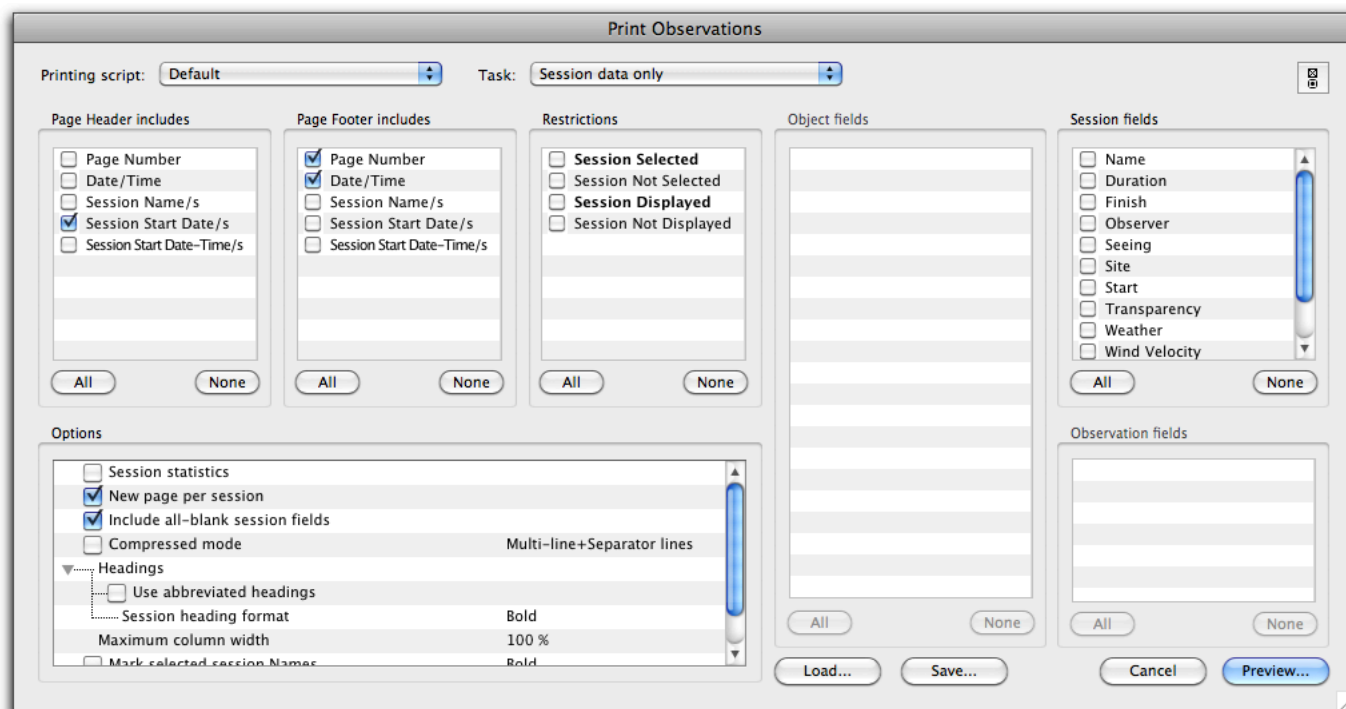 Print Observations
Printing script: Default Task: Session data only
Page Header includes
Page Number
Date/Time
Session Name/s
Session Start Date/s
Session Start Date-Time/s
All None
Page Footer includes
Page Number
Date/Time
Session Name/s
Session Start Date/s
Session Start Date-Time/s
All None
Restrictions
Session Selected
Session Not Selected
Session Displayed
Session Not Displayed
All None
Object fields
All None
Session fields
Name
Duration
Finish
Observer
Seeing
Site
Start
Transparency
Weather
Wind Velocity
All None
Options
Session statistics
New page per session
Include all-blank session fields
Compressed mode Multi-line+Separator lines
Headings
Use abbreviated headings
Session heading format Bold
Maximum column width 100 %
Mark selected session Names Bold
Observation fields
All None
Load... Save... Cancel Preview...